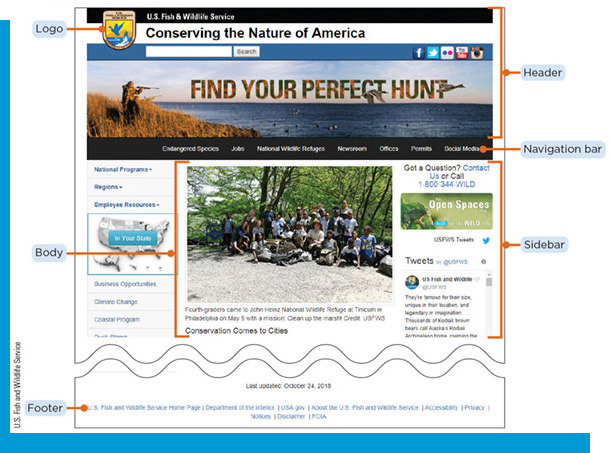 Logo
U.S. Fish & Wildlife Service
Conserving the Nature of America
Search
Header
FIND YOUR PERFECT HUNT
Endangered Species Jobs National Wildlife Refuges Newsroom Offices Permits Social Media
Navigation bar
National Programs
Regions
Employee Resources
In Your State
Business Opportunities
Climate Change
Coastal Program
Body
Fourth-graders came to John Heinz National Wildlife Refuge at Tinicum in
Philadelphia on May 5 with a mission: Clean up the marsh! Credit: USFWS
Conservation Comes to Cities
Got a Question? Contact
Us or Call
1-800-344-WILD
Open Spaces
USFWS Tweets
Sidebar
Tweets by @USFWS
US Fish and Wildlife
@USFWS
They're famous for their size,
unique in their location, and
legendary in imagination.
Thousands of Kodiak brown
bears call Alaska's Kodiak
Archipelago home, roaming the
U.S. Fish and Wildlife Service
Last updated: October 24, 2016
Footer
U.S. Fish and Wildlife Service Home Page | Department of the Interior | USA.gov | About the U.S. Fish and Wildlife Service | Accessibility | Privacy |
Notices | Disclaimer | FOIA